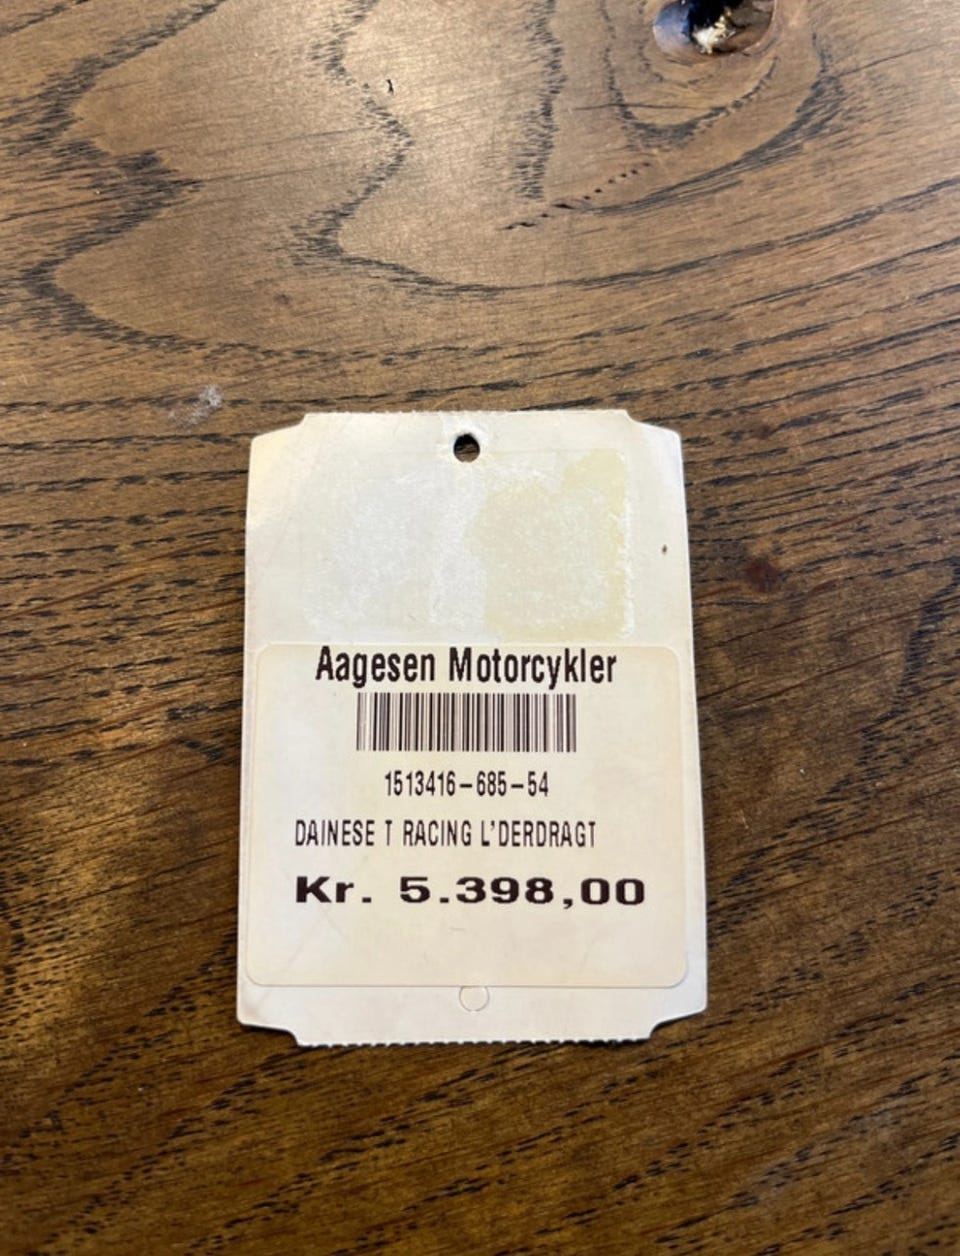 Aagesen Motorcykler
1513416-685-54
DAINESE T RACING L'DERDRAGT
Kr. 5.398,00